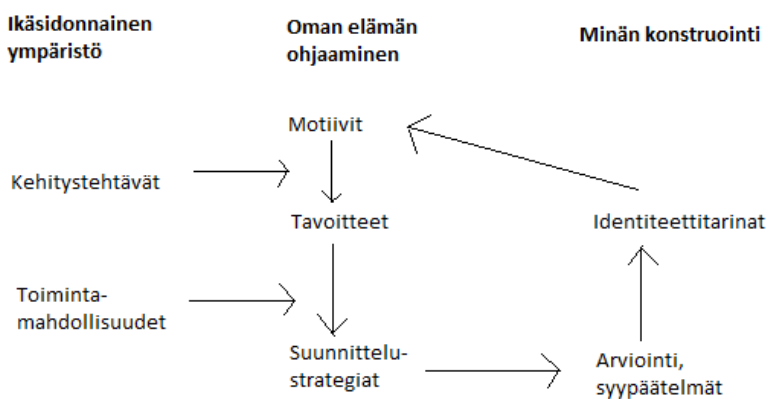 Ikäsidonnainen
ympäristö
Oman elämän
ohjaaminen
Minän konstruointi
Motiivit
Kehitystehtävät
Tavoitteet
Identiteettitarinat
Toiminta-
mahdollisuudet
Suunnittelu-
strategiat
Arviointi,
syypäätelmät